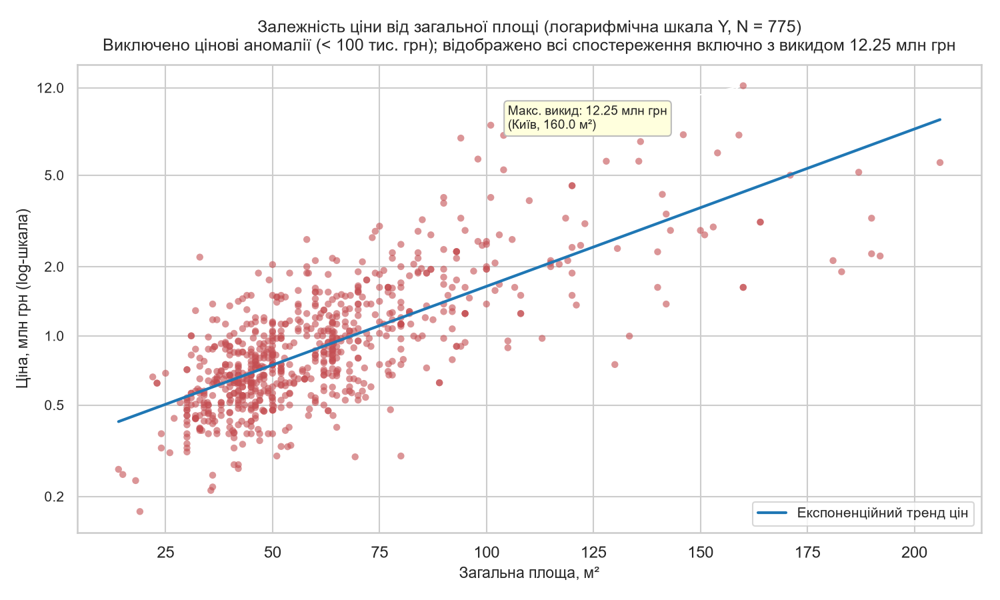 Залежність ціни від загальної площі (логарифмічна шкала Y, N = 775)
Виключено цінові аномалії (< 100 тис. грн); відображено всі спостереження включно з викидом 12.25 млн грн
Ціна, млн грн (log-шкала)
12.0
5.0
2.0
1.0
0.5
0.2
Макс. викид: 12.25 млн грн
(Київ, 160.0 м²)
Експоненційний тренд цін
25 50 75 100 125 150 175 200
Загальна площа, м²